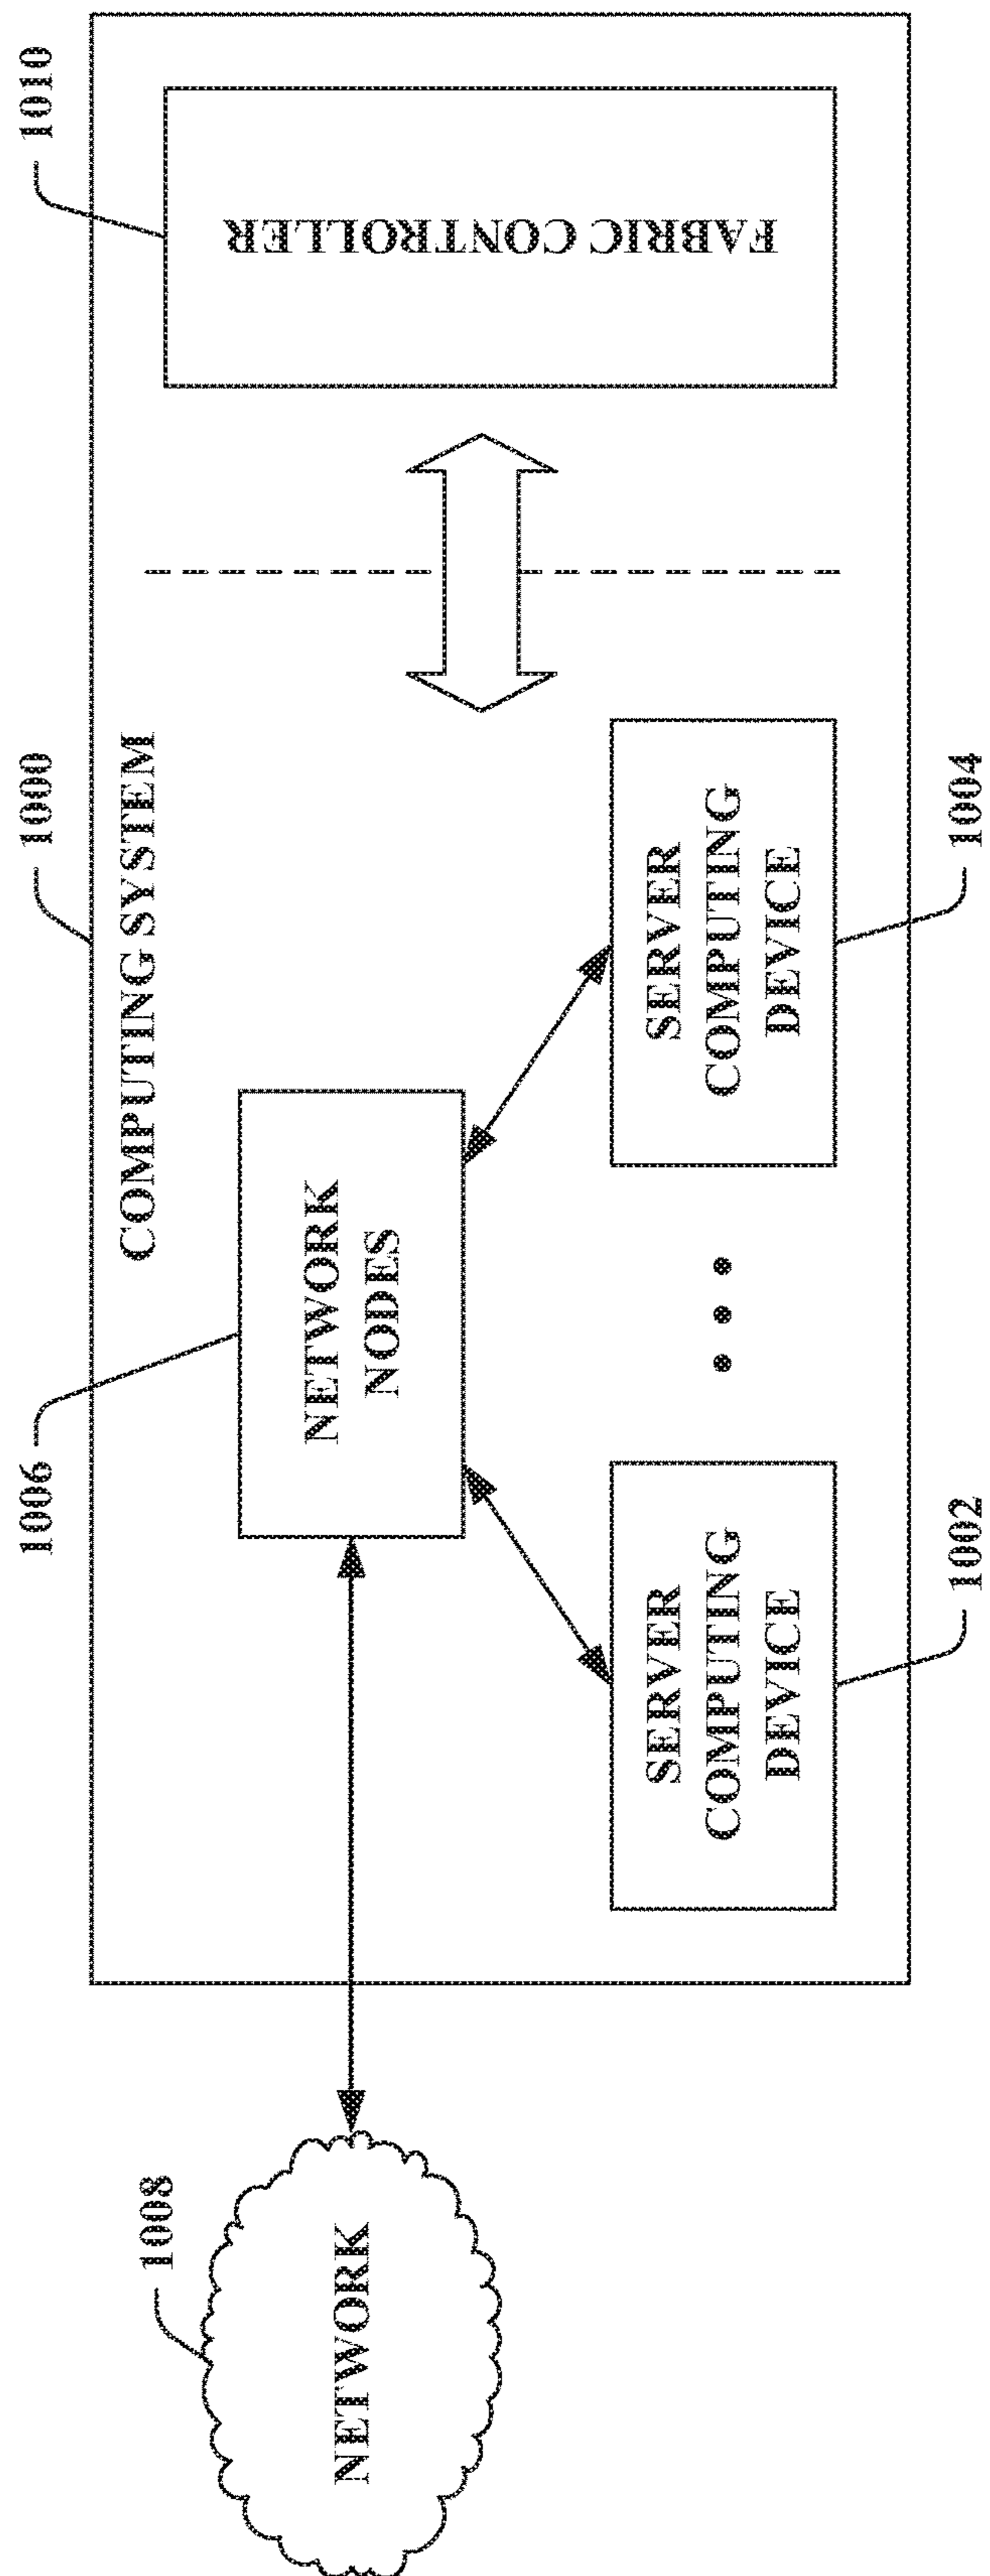 1000
COMPUTING SYSTEM
1006
NETWORK
NODES
1010
FABRIC CONTROLLER
1008
NETWORK
SERVER
COMPUTING
DEVICE
1002
SERVER
COMPUTING
DEVICE
1004